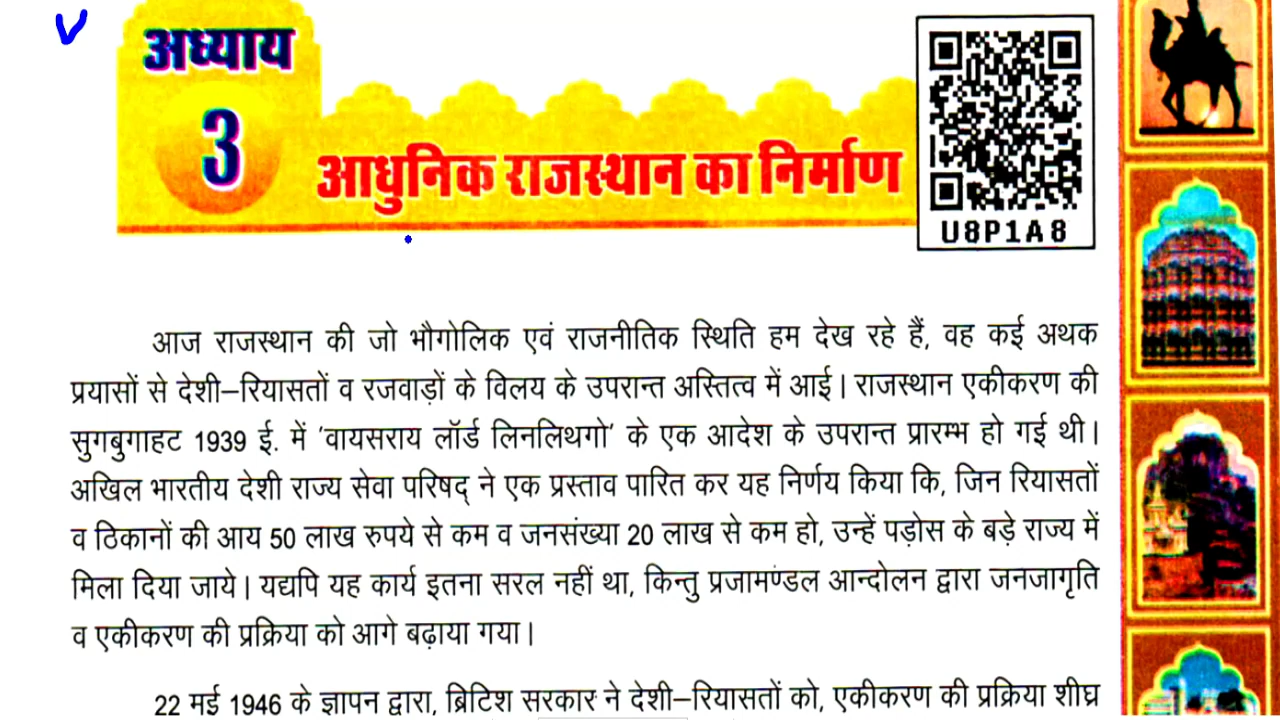 अध्याय
3
आधुनिक राजस्थान का निर्माण
U8P1A8
आज राजस्थान की जो भौगोलिक एवं राजनीतिक स्थिति हम देख रहे हैं, वह कई अथक
प्रयासों से देशी–रियासतों व रजवाड़ों के विलय के उपरान्त अस्तित्व में आई। राजस्थान एकीकरण की
सुगबुगाहट 1939 ई. में 'वायसराय लॉर्ड लिनलिथगो' के एक आदेश के उपरान्त प्रारम्भ हो गई थी।
अखिल भारतीय देशी राज्य सेवा परिषद् ने एक प्रस्ताव पारित कर यह निर्णय किया कि, जिन रियासतों
व ठिकानों की आय 50 लाख रुपये से कम व जनसंख्या 20 लाख से कम हो, उन्हें पड़ोस के बड़े राज्य में
मिला दिया जाये। यद्यपि यह कार्य इतना सरल नहीं था, किन्तु प्रजामण्डल आन्दोलन द्वारा जनजागृति
व एकीकरण की प्रक्रिया को आगे बढ़ाया गया।
22 मई 1946 के ज्ञापन द्वारा, ब्रिटिश सरकार ने देशी–रियासतों को, एकीकरण की प्रक्रिया शीघ्र